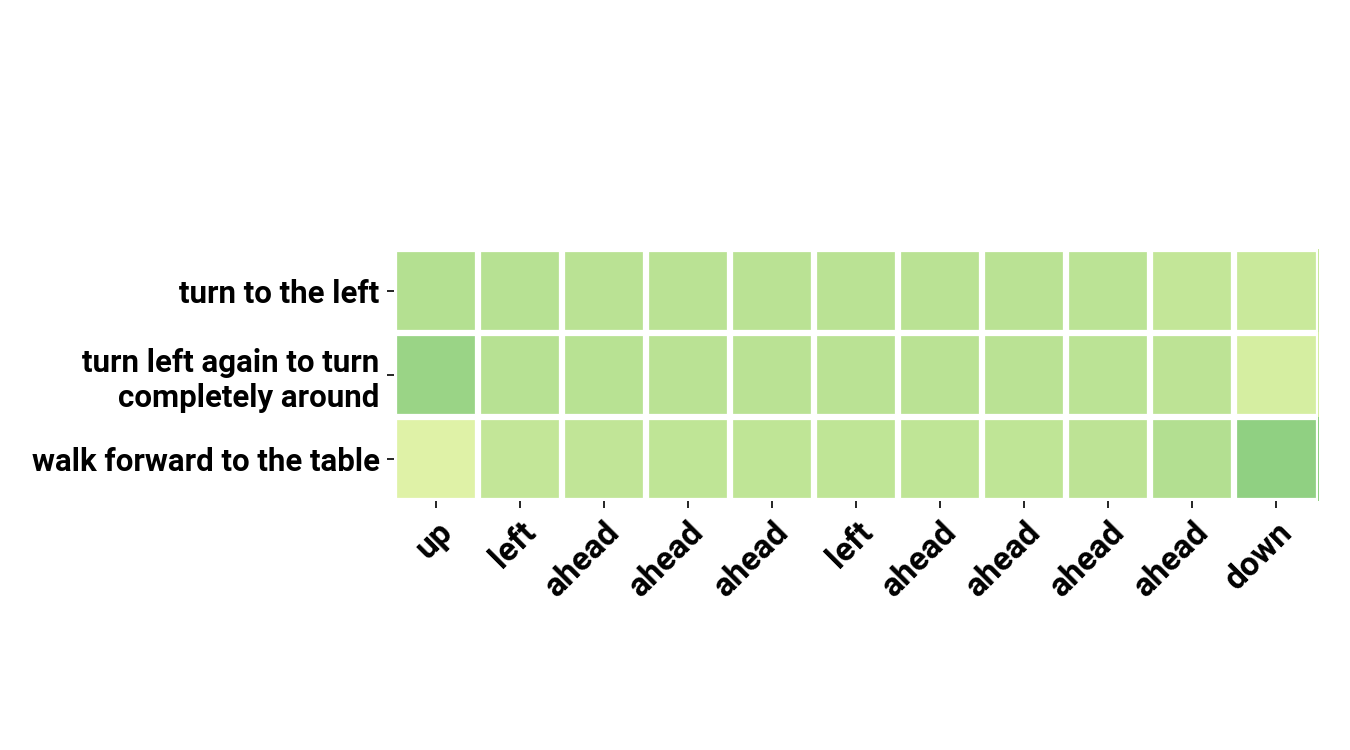 turn to the left
turn left again to turn
completely around
walk forward to the table
up
left
ahead
ahead
ahead
left
ahead
ahead
ahead
ahead
down